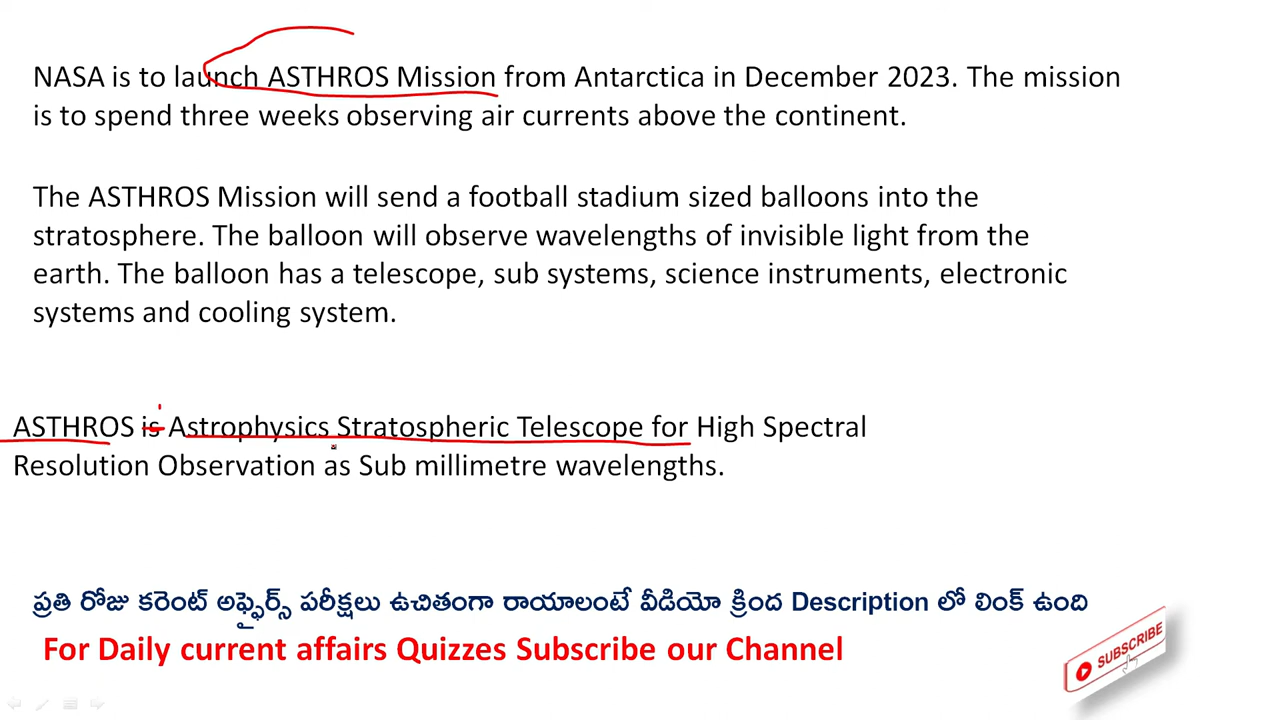 NASA is to launch ASTHROS Mission from Antarctica in December 2023. The mission
is to spend three weeks observing air currents above the continent.
The ASTHROS Mission will send a football stadium sized balloons into the
stratosphere. The balloon will observe wavelengths of invisible light from the
earth. The balloon has a telescope, sub systems, science instruments, electronic
systems and cooling system.
ASTHROS is Astrophysics Stratospheric Telescope for High Spectral
Resolution Observation as Sub millimetre wavelengths.
ప్రతి రోజు కరెంట్ అఫ్ఫైర్స్ పరీక్షలు ఉచితంగా రాయాలంటే వీడియో క్రింద Description లో లింక్ ఉంది
For Daily current affairs Quizzes Subscribe our Channel
SUBSCRIBE